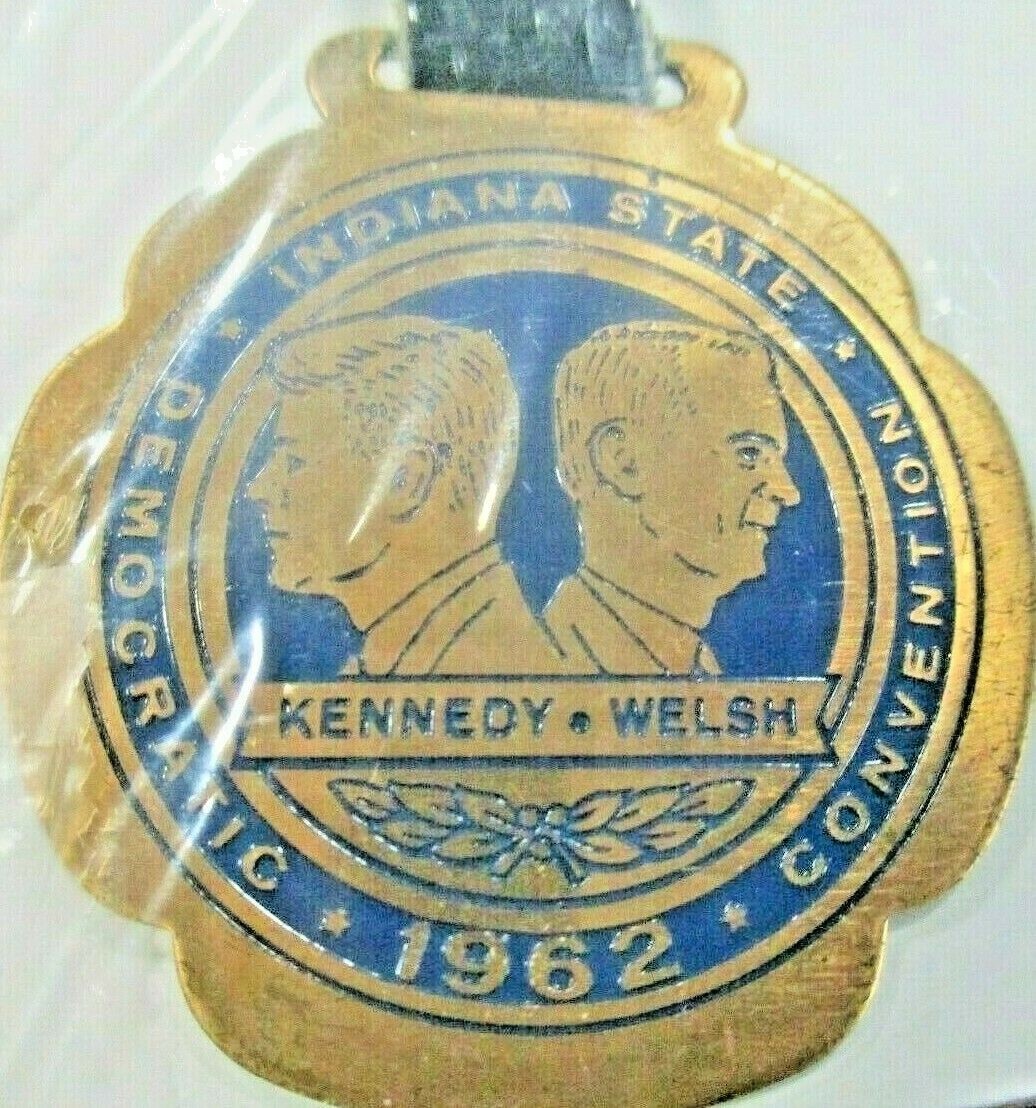 DEMOCRATIC ★ INDIANA STATE ★ CONVENTION ★ 1962 ★
KENNEDY • WELSH